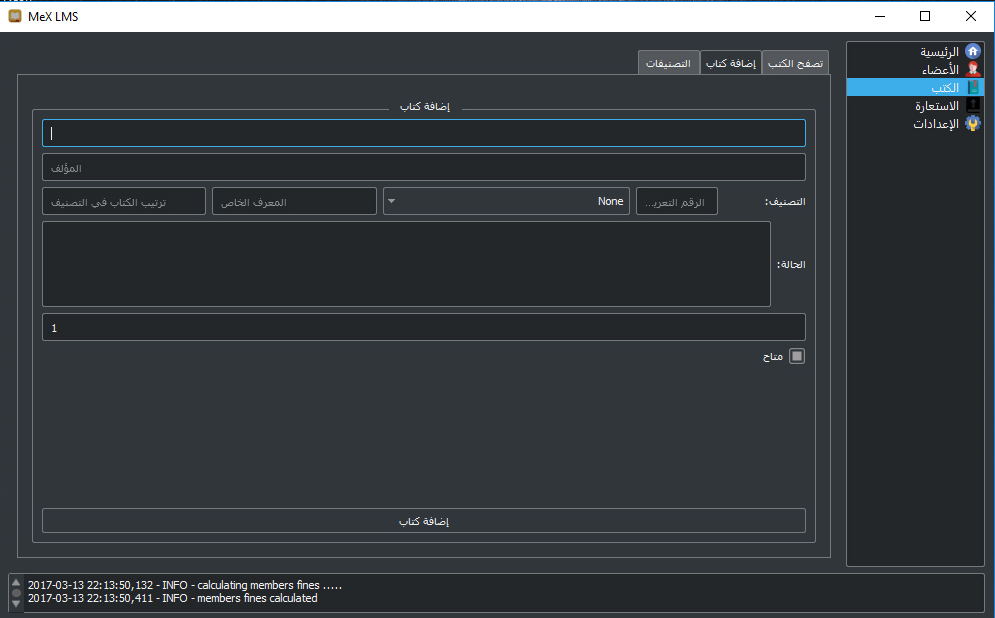 MeX LMS
الرئيسية
الأعضاء
الكتب
الاستعارة
الإعدادات
تصفح الكتب
إضافة كتاب
التصنيفات
إضافة كتاب
المؤلف
التصنيف:
الرقم التعريـ...
None
المعرف الخاص
ترتيب الكتاب في التصنيف
الحالة:
1
متاح
إضافة كتاب
2017-03-13 22:13:50,132 - INFO - calculating members fines .....
2017-03-13 22:13:50,411 - INFO - members fines calculated